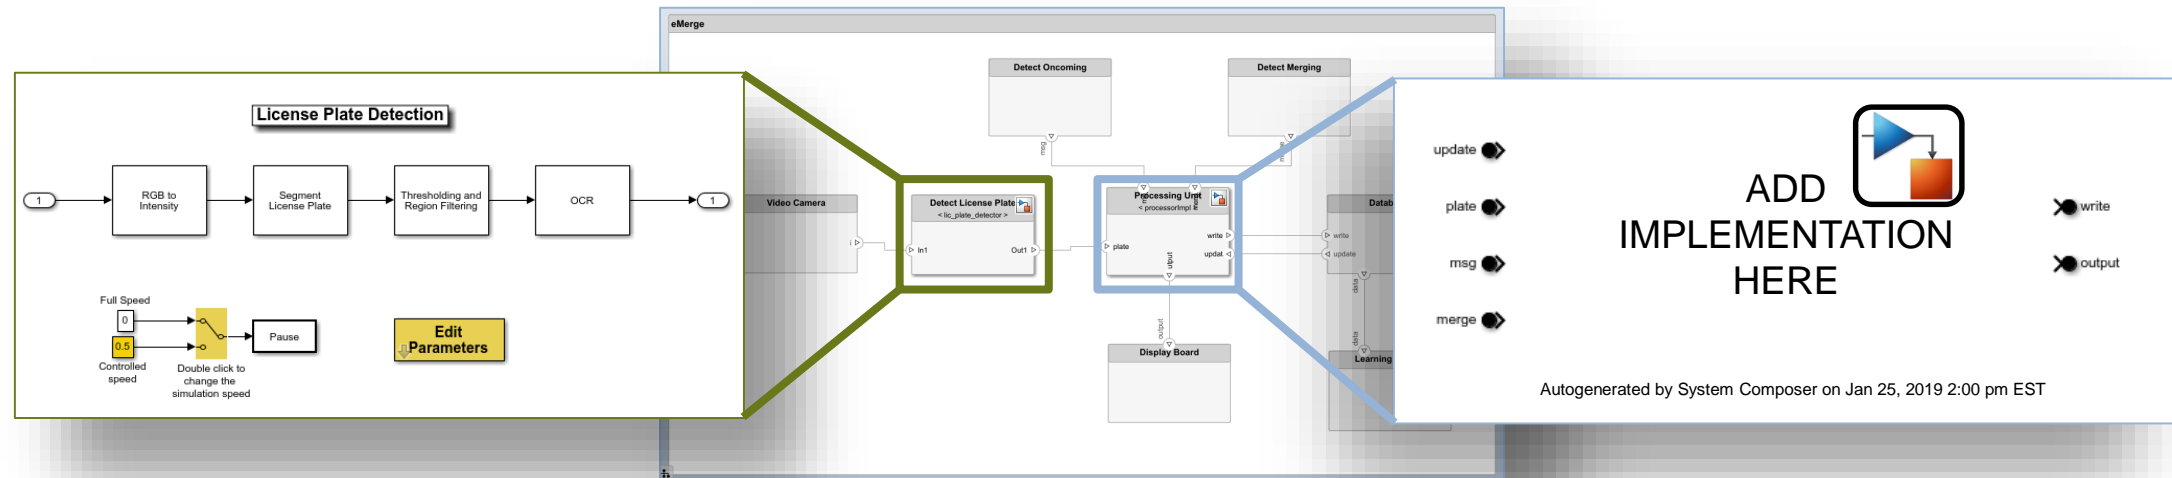 eMerge
License Plate Detection
1
RGB to
Intensity
Segment
License Plate
Thresholding and
Region Filtering
OCR
1
Full Speed
0
0.5
Controlled
speed
Double click to
change the
simulation speed
Pause
Edit
Parameters
Detect Oncoming
msg
Detect Merging
Video Camera
Detect License Plate
< lic_plate_detector >
In1
Out1
Processing Unit
< processorImpl
plate
write
updat
utput
write
update
data
data
Learning
output
Display Board
update
plate
msg
merge
ADD
IMPLEMENTATION
HERE
write
output
Autogenerated by System Composer on Jan 25, 2019 2:00 pm EST